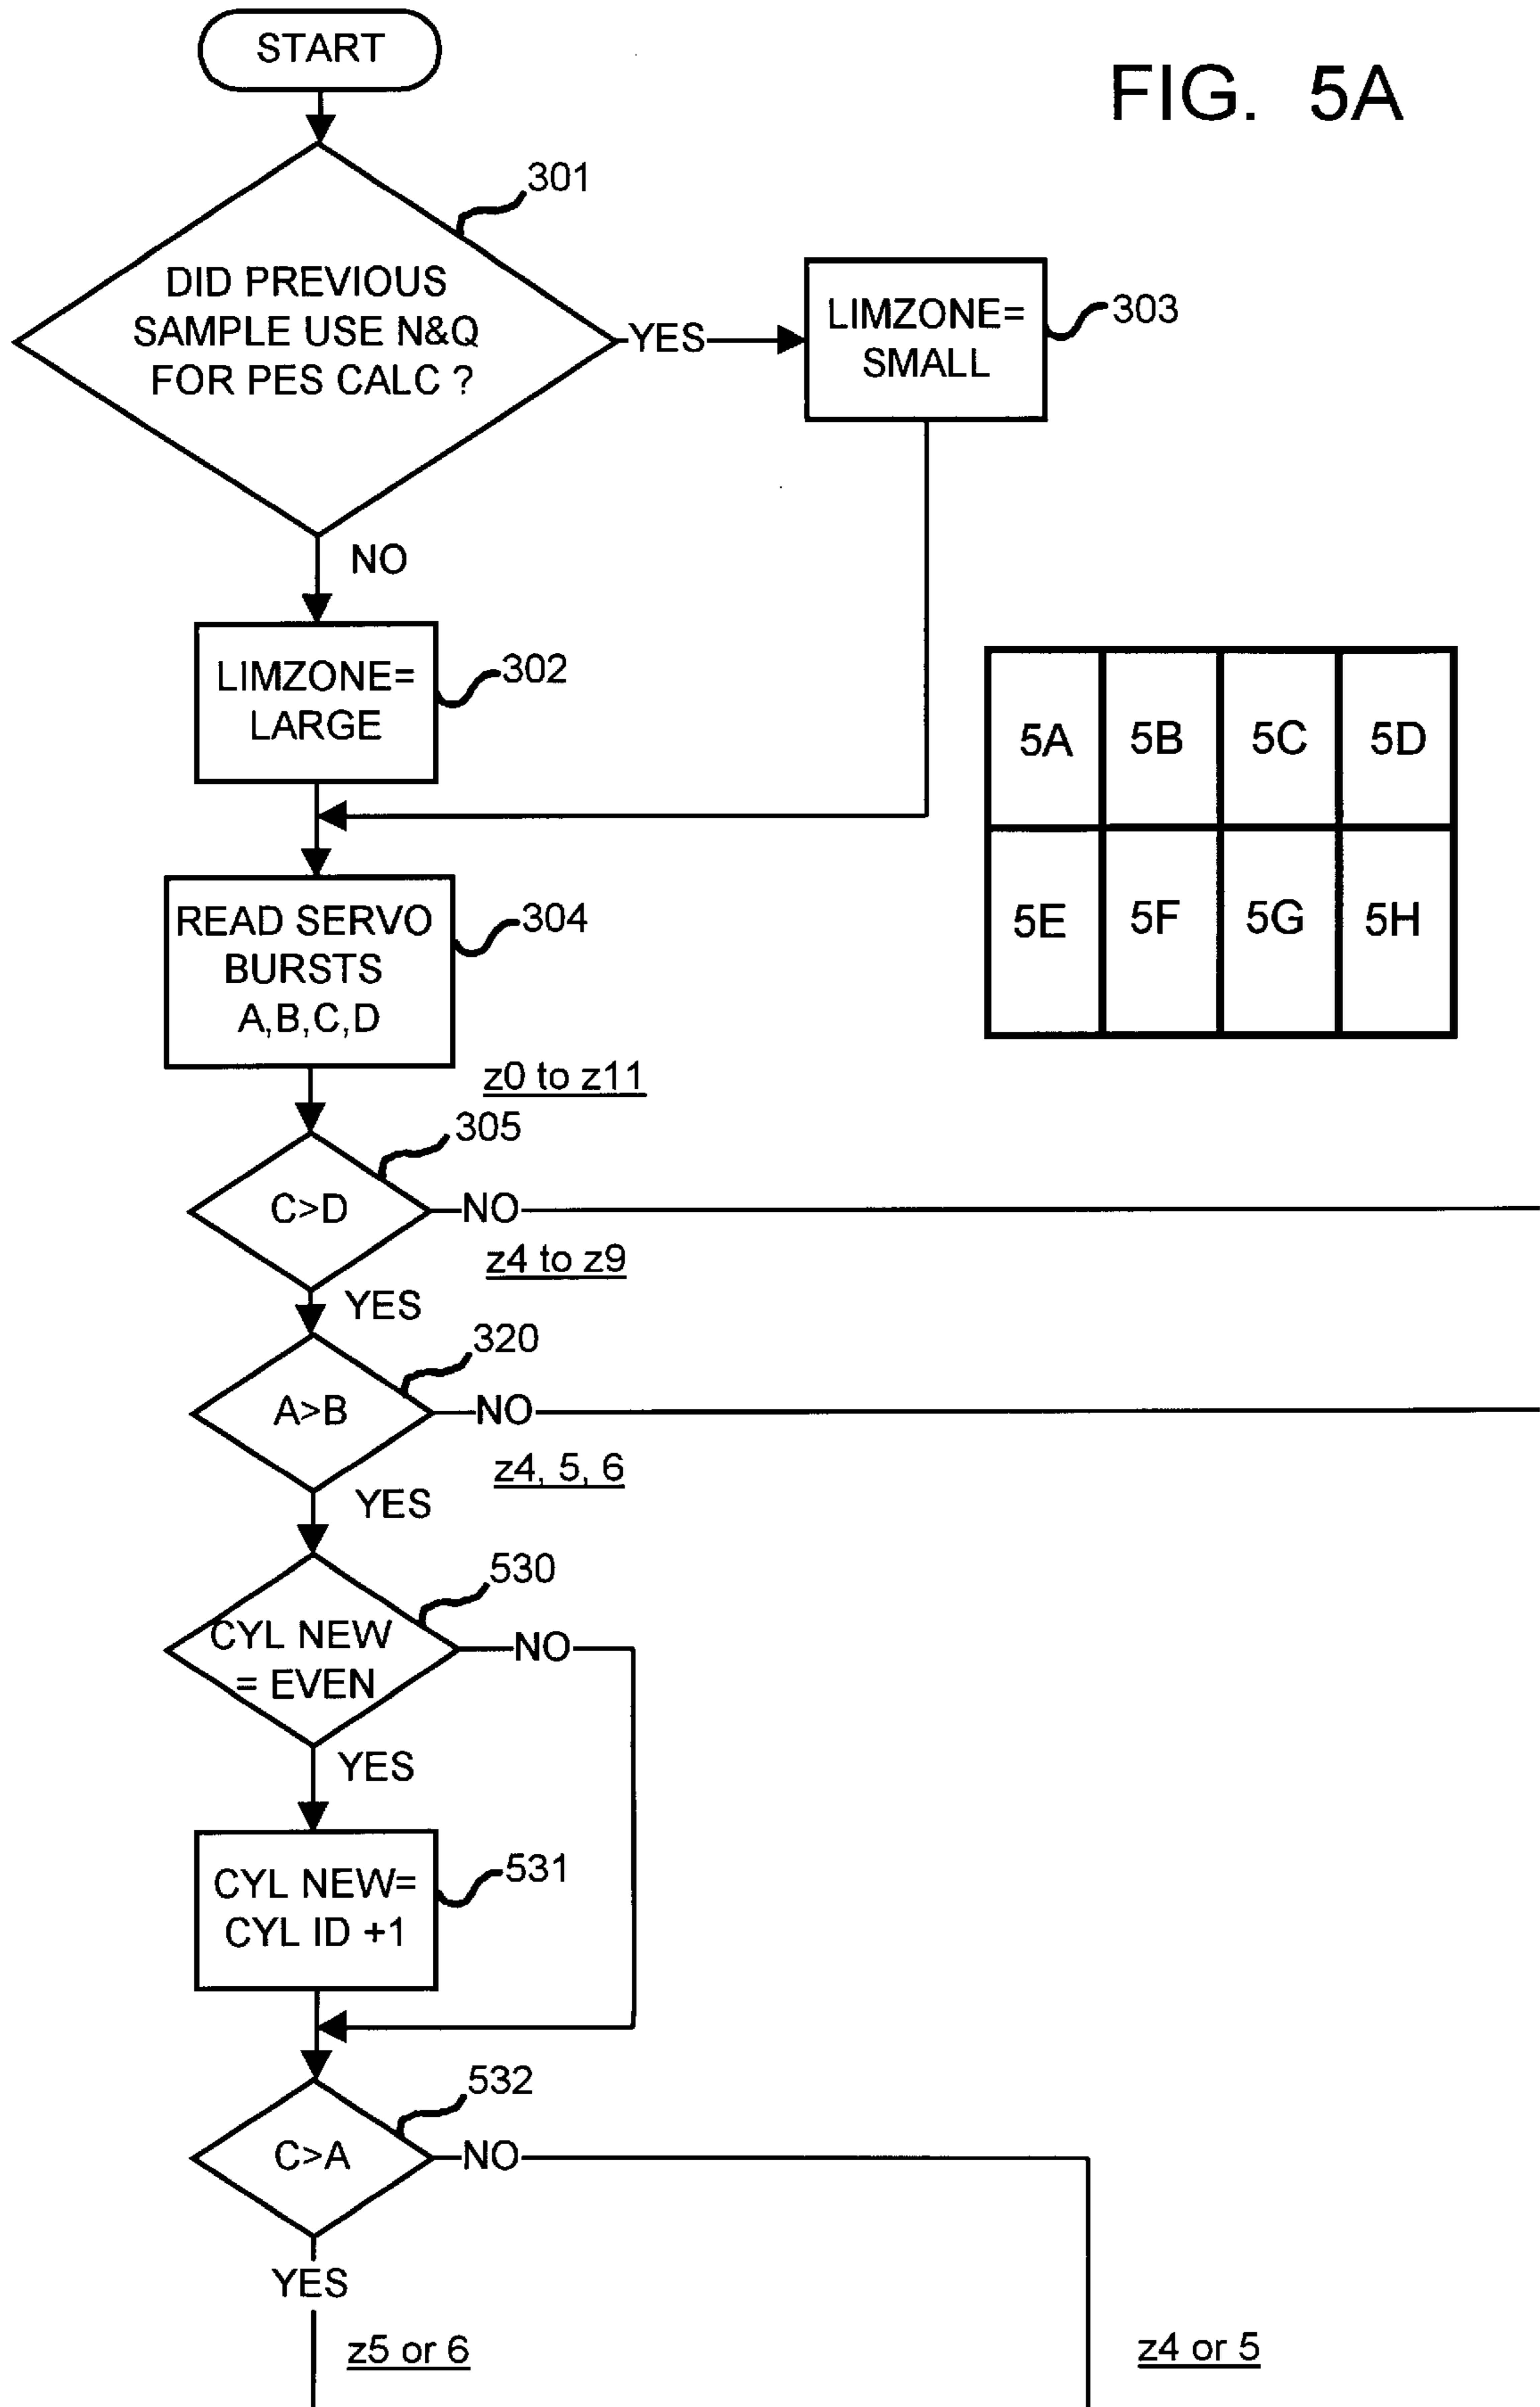 START
FIG. 5A
301
DID PREVIOUS
SAMPLE USE N&Q
FOR PES CALC ?
YES
LIMZONE=
SMALL
303
NO
LIMZONE=
LARGE
302
5A 5B 5C 5D
5E 5F 5G 5H
READ SERVO
BURSTS
A,B,C,D
304
z0 to z11
305
C>D
NO
z4 to z9
YES
320
A>B
NO
z4, 5, 6
YES
530
CYL NEW
= EVEN
NO
YES
CYL NEW=
CYL ID +1
531
532
C>A
NO
YES
z5 or 6
z4 or 5